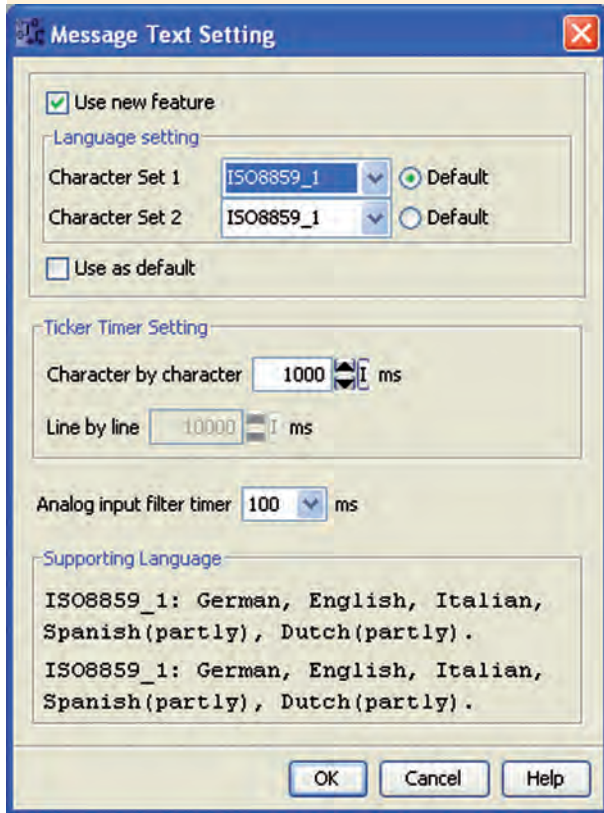 Message Text Setting
Use new feature
Language setting
Character Set 1 ISO8859_1 Default
Character Set 2 ISO8859_1 Default
Use as default
Ticker Timer Setting
Character by character 1000 ms
Line by line 10000 ms
Analog input filter timer 100 ms
Supporting Language
ISO8859_1: German, English, Italian,
Spanish(partly), Dutch(partly).
ISO8859_1: German, English, Italian,
Spanish(partly), Dutch(partly).
OK Cancel Help